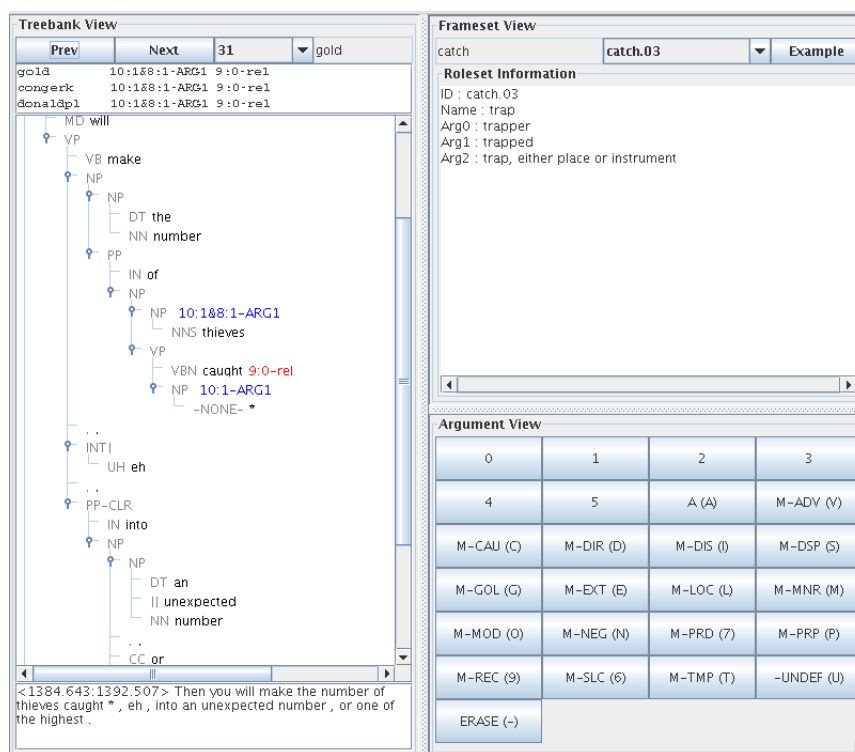 Treebank View
Prev Next 31 gold
gold 10:1&8:1-ARG1 9:0-rel
congerk 10:1&8:1-ARG1 9:0-rel
donaldpl 10:1&8:1-ARG1 9:0-rel
MD will
VP
VB make
NP
NP
DT the
NN number
PP
IN of
NP
NP 10:1&8:1-ARG1
NNS thieves
VP
VBN caught 9:0-rel
NP 10:1-ARG1
-NONE- *
, ,
INTJ
UH eh
, ,
PP-CLR
IN into
NP
NP
DT an
JJ unexpected
NN number
, ,
CC or
<1384.643:1392.507> Then you will make the number of
thieves caught * , eh , into an unexpected number , or one of
the highest .
Frameset View
catch catch.03 Example
Roleset Information
ID : catch.03
Name : trap
Arg0 : trapper
Arg1 : trapped
Arg2 : trap, either place or instrument
Argument View
0 1 2 3
4 5 A (A) M-ADV (V)
M-CAU (C) M-DIR (D) M-DIS (I) M-DSP (S)
M-GOL (G) M-EXT (E) M-LOC (L) M-MNR (M)
M-MOD (O) M-NEG (N) M-PRD (7) M-PRP (P)
M-REC (9) M-SLC (6) M-TMP (T) -UNDEF (U)
ERASE (-)